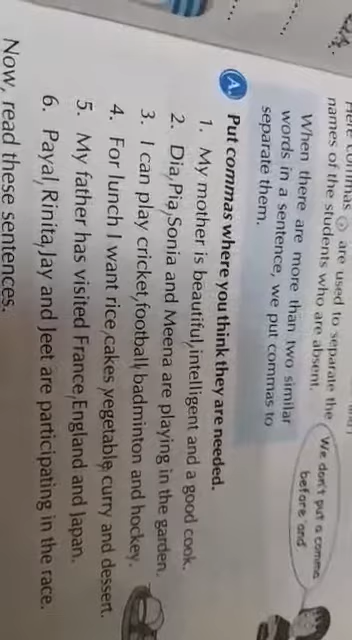 Here commas , are used to separate the
names of the students who are absent.
When there are more than two similar
words in a sentence, we put commas to
separate them.
We don't put a comma
before and
A. Put commas where you think they are needed.
1. My mother is beautiful, intelligent and a good cook.
2. Dia, Pia, Sonia and Meena are playing in the garden.
3. I can play cricket, football, badminton and hockey.
4. For lunch I want rice, cakes, vegetable, curry and dessert.
5. My father has visited France, England and Japan.
6. Payal, Rinita, Jay and Jeet are participating in the race.
Now, read these sentences.